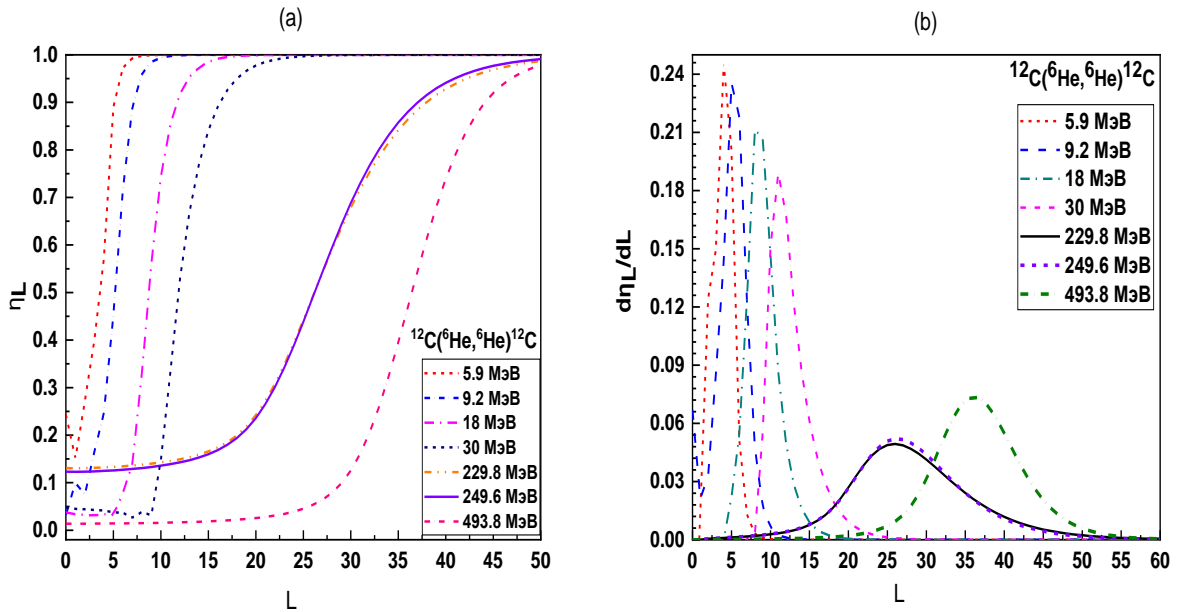 (a)
1.0
0.9
0.8
0.7
0.6
0.5
0.4
0.3
0.2
0.1
0.0
ηL
0 5 10 15 20 25 30 35 40 45 50
L
¹²C(⁶He,⁶He)¹²C
5.9 МэВ
9.2 МэВ
18 МэВ
30 МэВ
229.8 МэВ
249.6 МэВ
493.8 МэВ
(b)
0.24
0.21
0.18
0.15
0.12
0.09
0.06
0.03
0.00
dηL/dL
0 5 10 15 20 25 30 35 40 45 50 55 60
L
¹²C(⁶He,⁶He)¹²C
5.9 МэВ
9.2 МэВ
18 МэВ
30 МэВ
229.8 МэВ
249.6 МэВ
493.8 МэВ